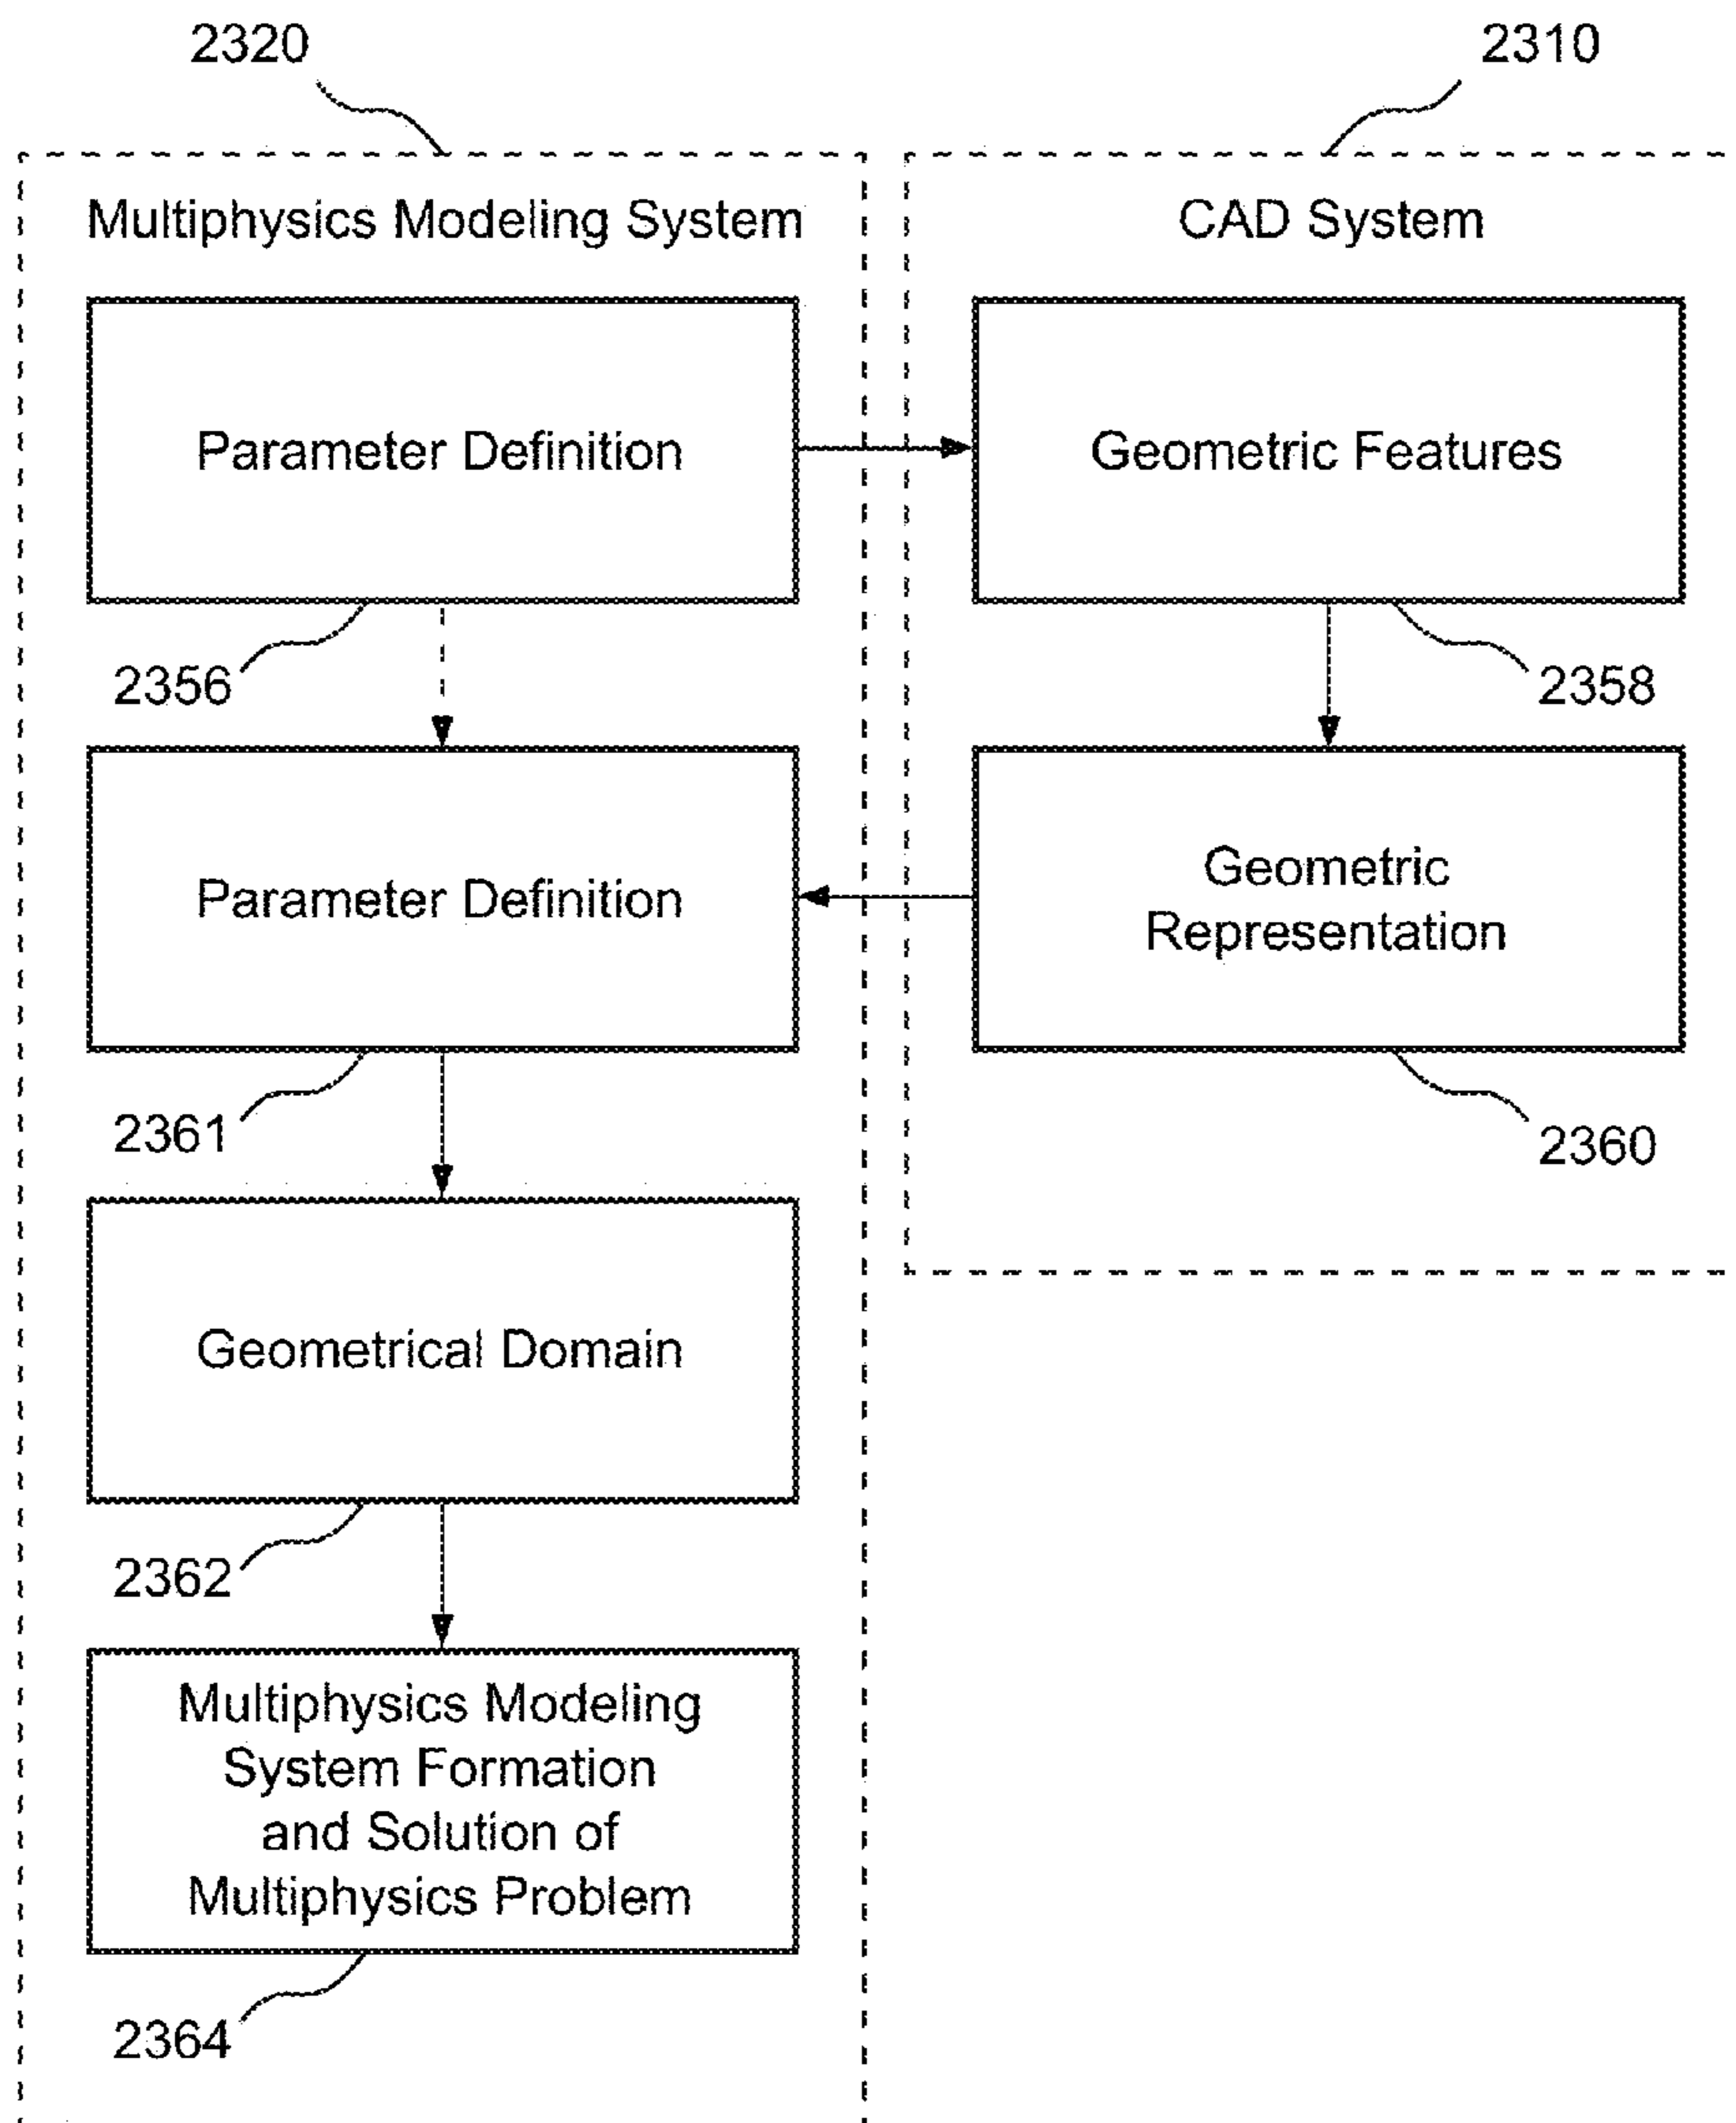 2320
2310
Multiphysics Modeling System
CAD System
Parameter Definition
Geometric Features
2356
2358
Parameter Definition
Geometric
Representation
2361
2360
Geometrical Domain
2362
Multiphysics Modeling
System Formation
and Solution of
Multiphysics Problem
2364